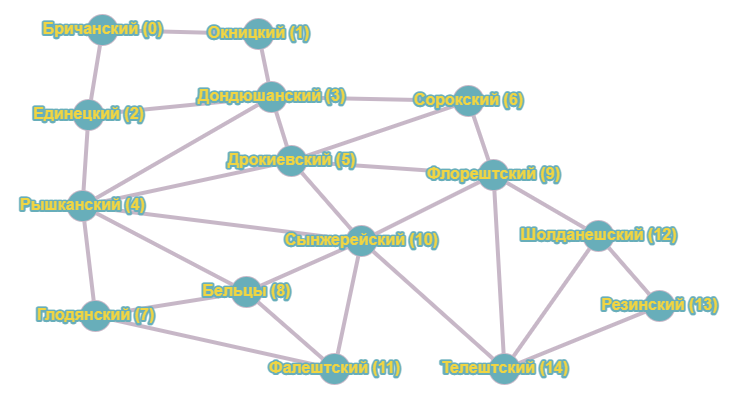 Бричанский (0)
Окницкий (1)
Дондюшанский (3)
Сорокский (6)
Единецкий (2)
Дрокиевский (5)
Флорештский (9)
Рышканский (4)
Сынжерейский (10)
Шолданешский (12)
Бельцы (8)
Резинский (13)
Глодянский (7)
Фалештский (11)
Телештский (14)